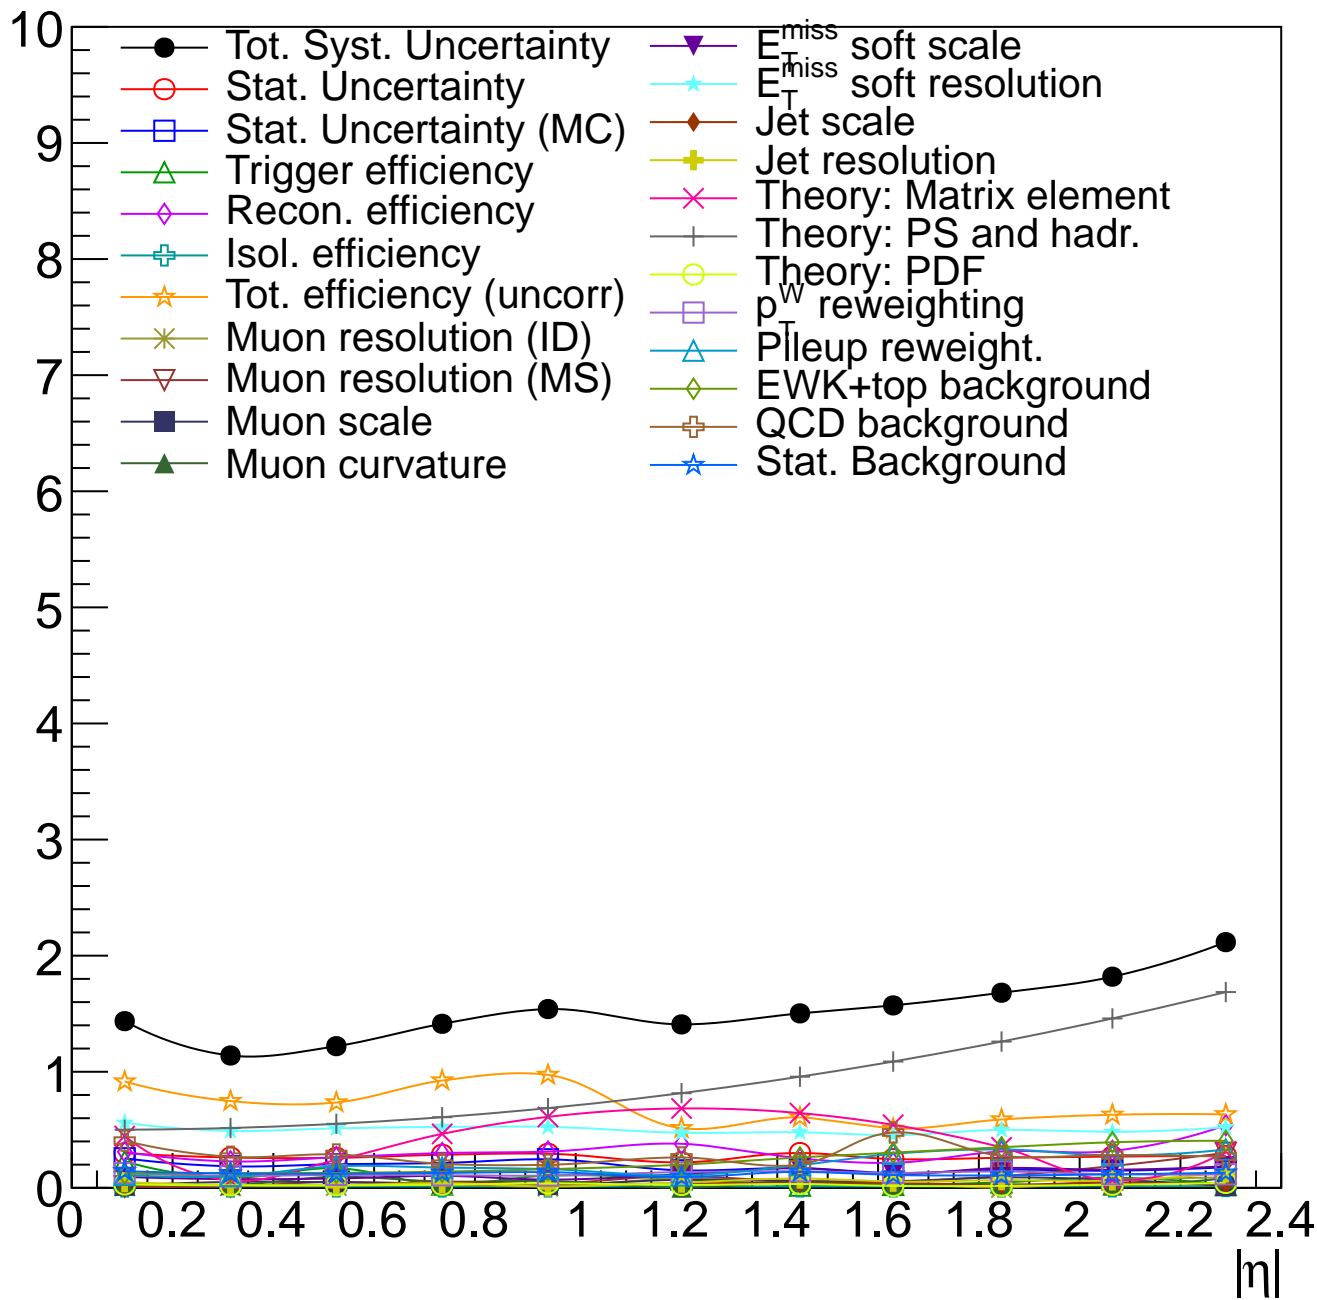 10
9
8
7
6
5
4
3
2
1
0
Tot. Syst. Uncertainty
Stat. Uncertainty
Stat. Uncertainty (MC)
Trigger efficiency
Recon. efficiency
Isol. efficiency
Tot. efficiency (uncorr)
Muon resolution (ID)
Muon resolution (MS)
Muon scale
Muon curvature
E_T^miss soft scale
E_T^miss soft resolution
Jet scale
Jet resolution
Theory: Matrix element
Theory: PS and hadr.
Theory: PDF
p_T^W reweighting
Pileup reweight.
EWK+top background
QCD background
Stat. Background
0 0.2 0.4 0.6 0.8 1 1.2 1.4 1.6 1.8 2 2.2 2.4
|η|